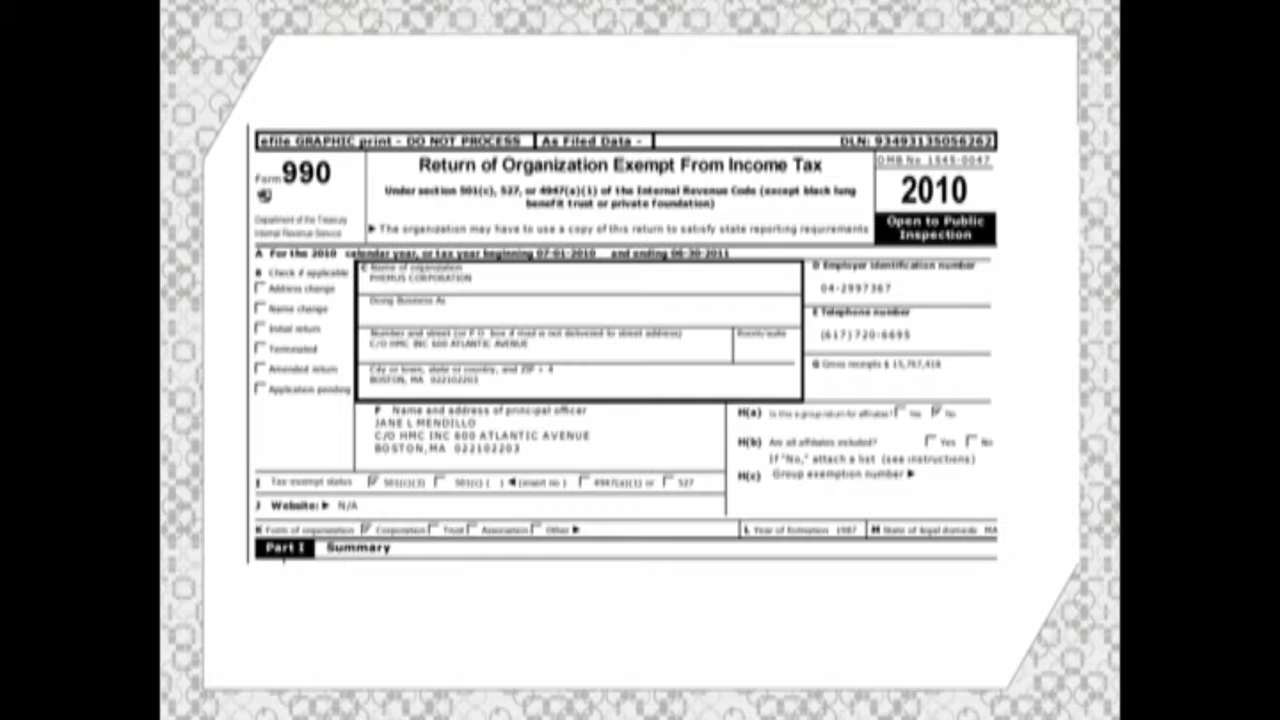 efile GRAPHIC print - DO NOT PROCESS As Filed Data - DLN: 93493135056262
Form 990
Return of Organization Exempt From Income Tax
Under section 501(c), 527, or 4947(a)(1) of the Internal Revenue Code (except black lung
benefit trust or private foundation)
▶ The organization may have to use a copy of this return to satisfy state reporting requirements
Department of the Treasury
Internal Revenue Service
OMB No 1545-0047
2010
Open to Public
Inspection
A For the 2010 calendar year, or tax year beginning 07-01-2010 and ending 06-30-2011
B Check if applicable
Address change
Name change
Initial return
Terminated
Amended return
Application pending
C Name of organization
PHEMUS CORPORATION
Doing Business As
Number and street (or P O box if mail is not delivered to street address) Room/suite
C/O HMC INC 600 ATLANTIC AVENUE
City or town, state or country, and ZIP + 4
BOSTON, MA 022102203
D Employer identification number
04-2997367
E Telephone number
(617) 720-6695
G Gross receipts $ 15,757,418
F Name and address of principal officer
JANE L MENDILLO
C/O HMC INC 600 ATLANTIC AVENUE
BOSTON, MA 022102203
H(a) Is this a group return for affiliates? Yes No
H(b) Are all affiliates included? Yes No
If "No," attach a list (see instructions)
H(c) Group exemption number ▶
I Tax-exempt status 501(c)(3) 501(c) ( ) ◀ (insert no ) 4947(a)(1) or 527
J Website: ▶ N/A
K Form of organization Corporation Trust Association Other ▶
L Year of formation 1987
M State of legal domicile MA
Part I Summary